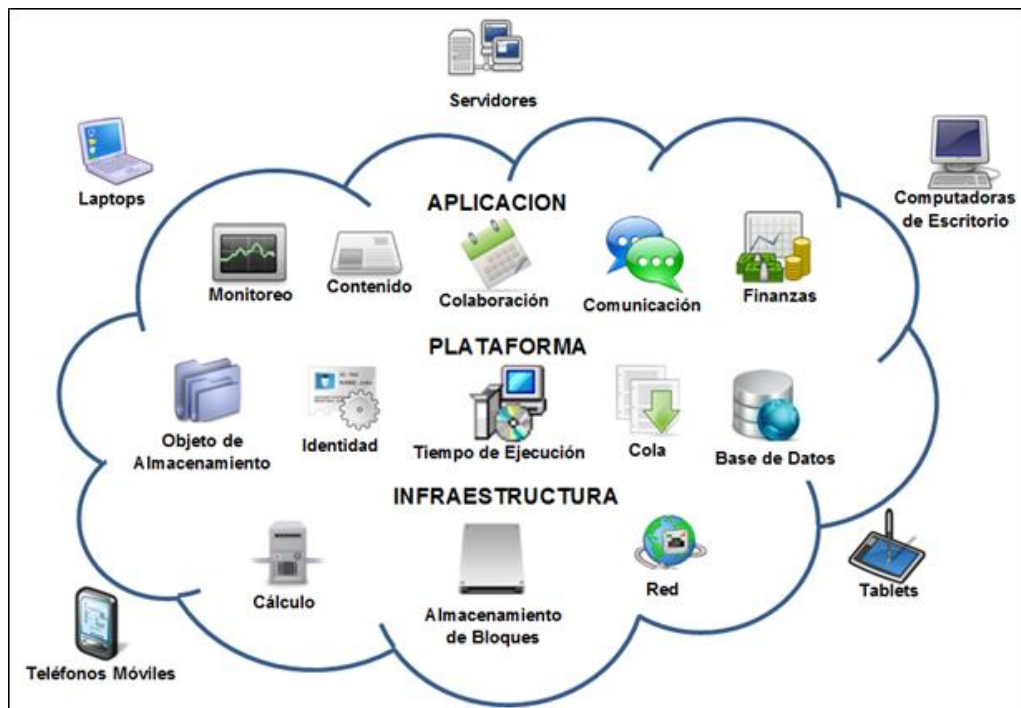 Servidores
Laptops
Computadoras
de Escritorio
APLICACION
Monitoreo
Contenido
Colaboración
Comunicación
Finanzas
PLATAFORMA
Objeto de
Almacenamiento
Identidad
Tiempo de Ejecución
Cola
Base de Datos
INFRAESTRUCTURA
Cálculo
Almacenamiento
de Bloques
Red
Tablets
Teléfonos Móviles